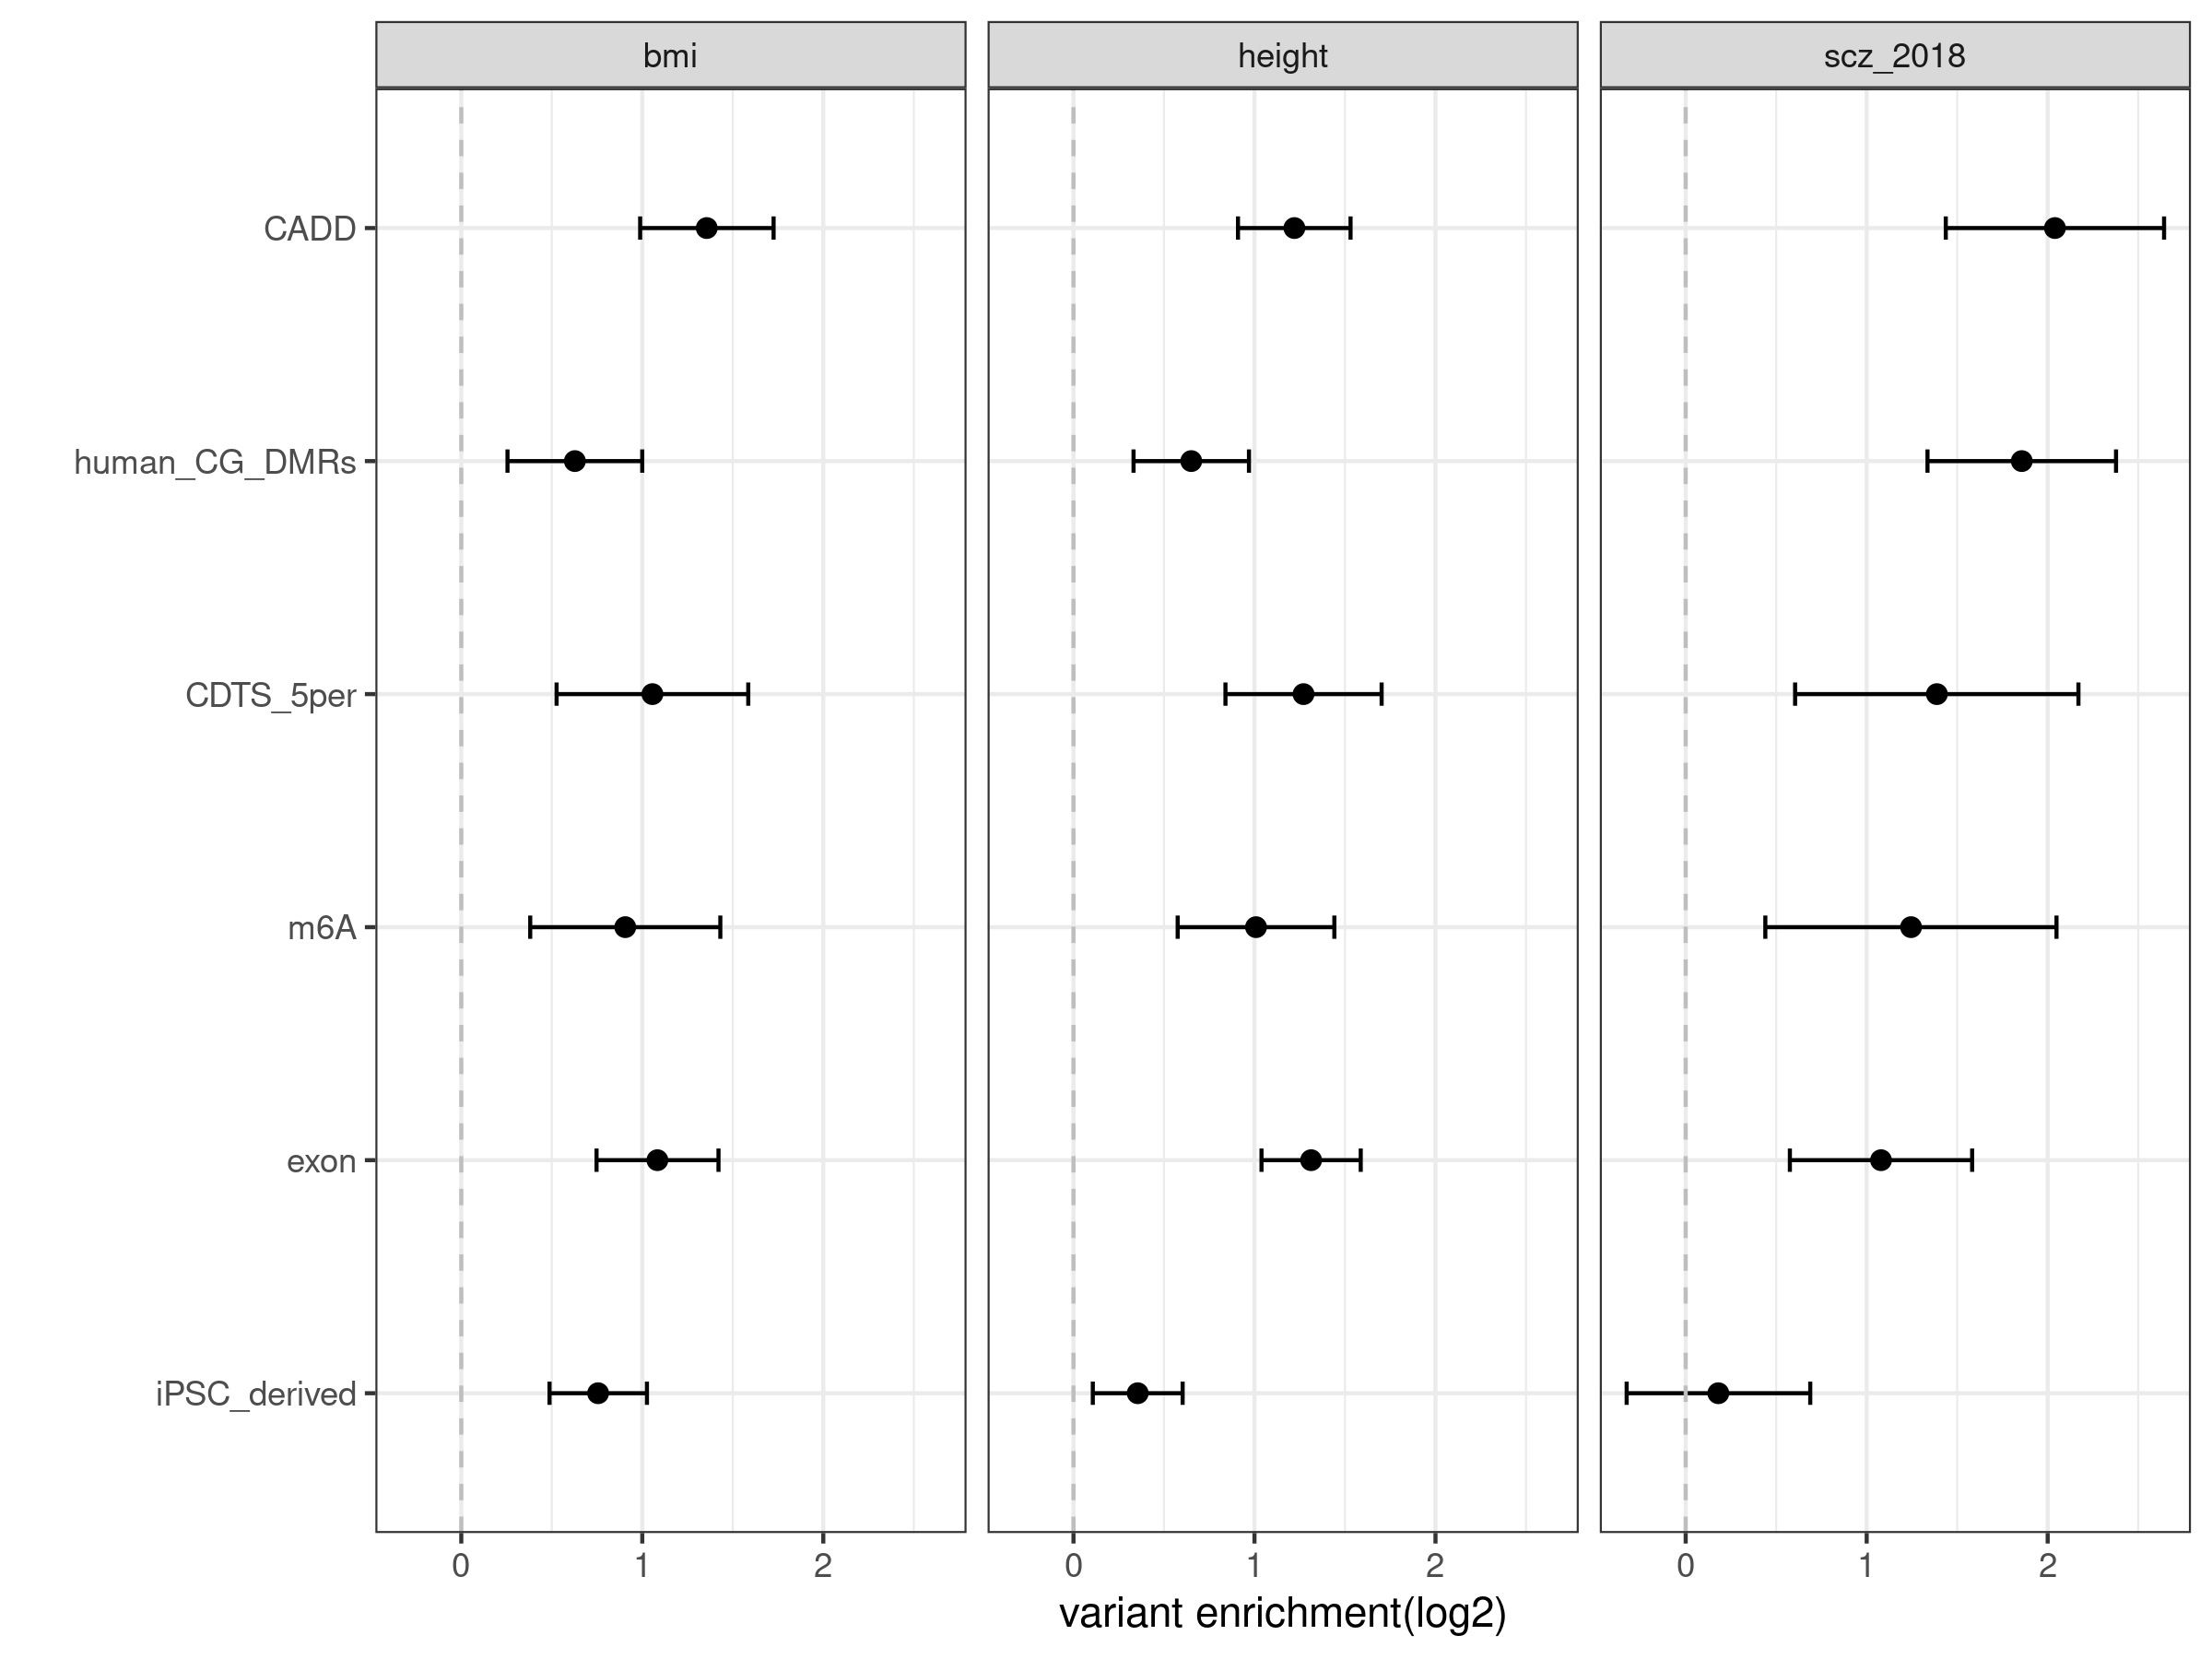 bmi height scz_2018
CADD
human_CG_DMRs
CDTS_5per
m6A
exon
iPSC_derived
0 1 2 0 1 2 0 1 2
variant enrichment(log2)